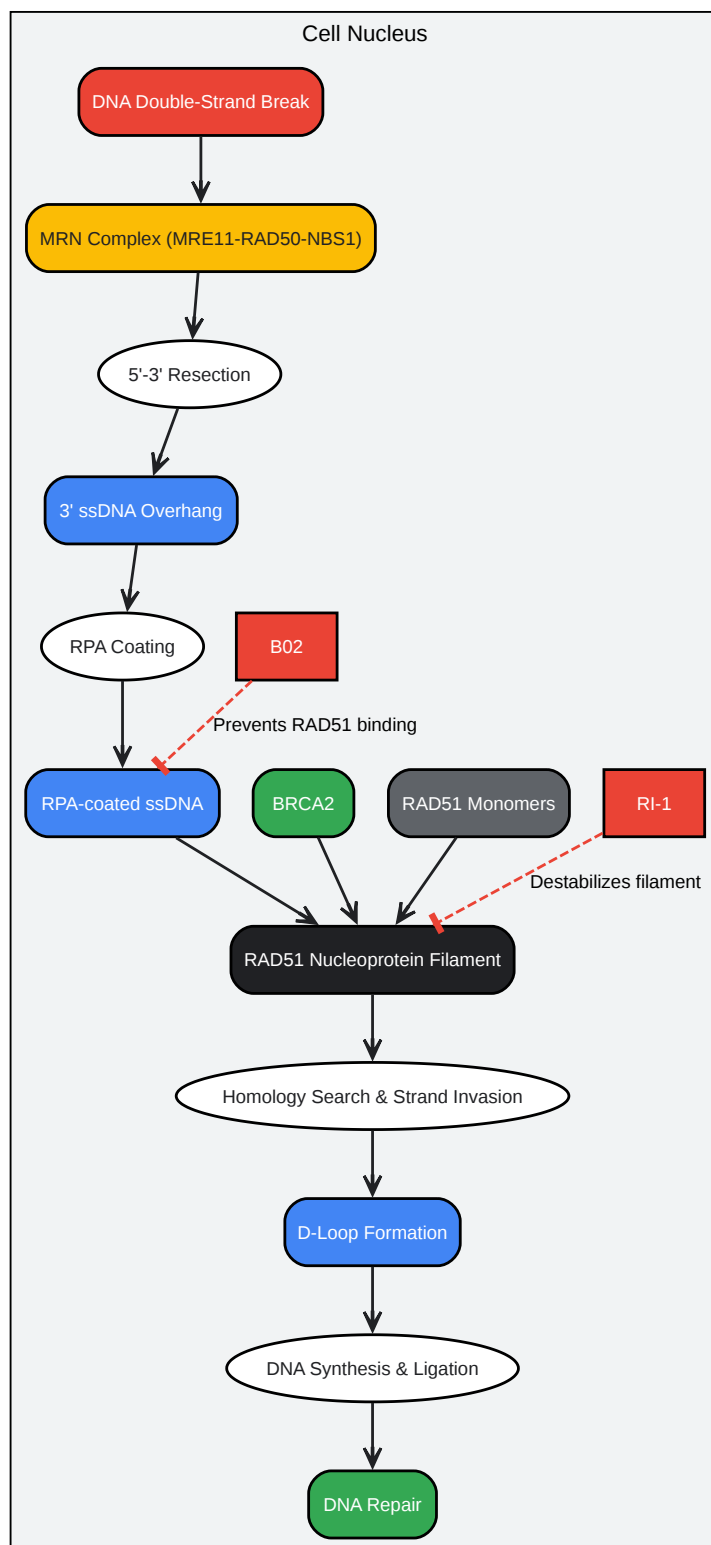 Cell Nucleus
DNA Double-Strand Break
MRN Complex (MRE11-RAD50-NBS1)
5'-3' Resection
3' ssDNA Overhang
RPA Coating
B02
Prevents RAD51 binding
RPA-coated ssDNA
BRCA2
RAD51 Monomers
RI-1
Destabilizes filament
RAD51 Nucleoprotein Filament
Homology Search & Strand Invasion
D-Loop Formation
DNA Synthesis & Ligation
DNA Repair